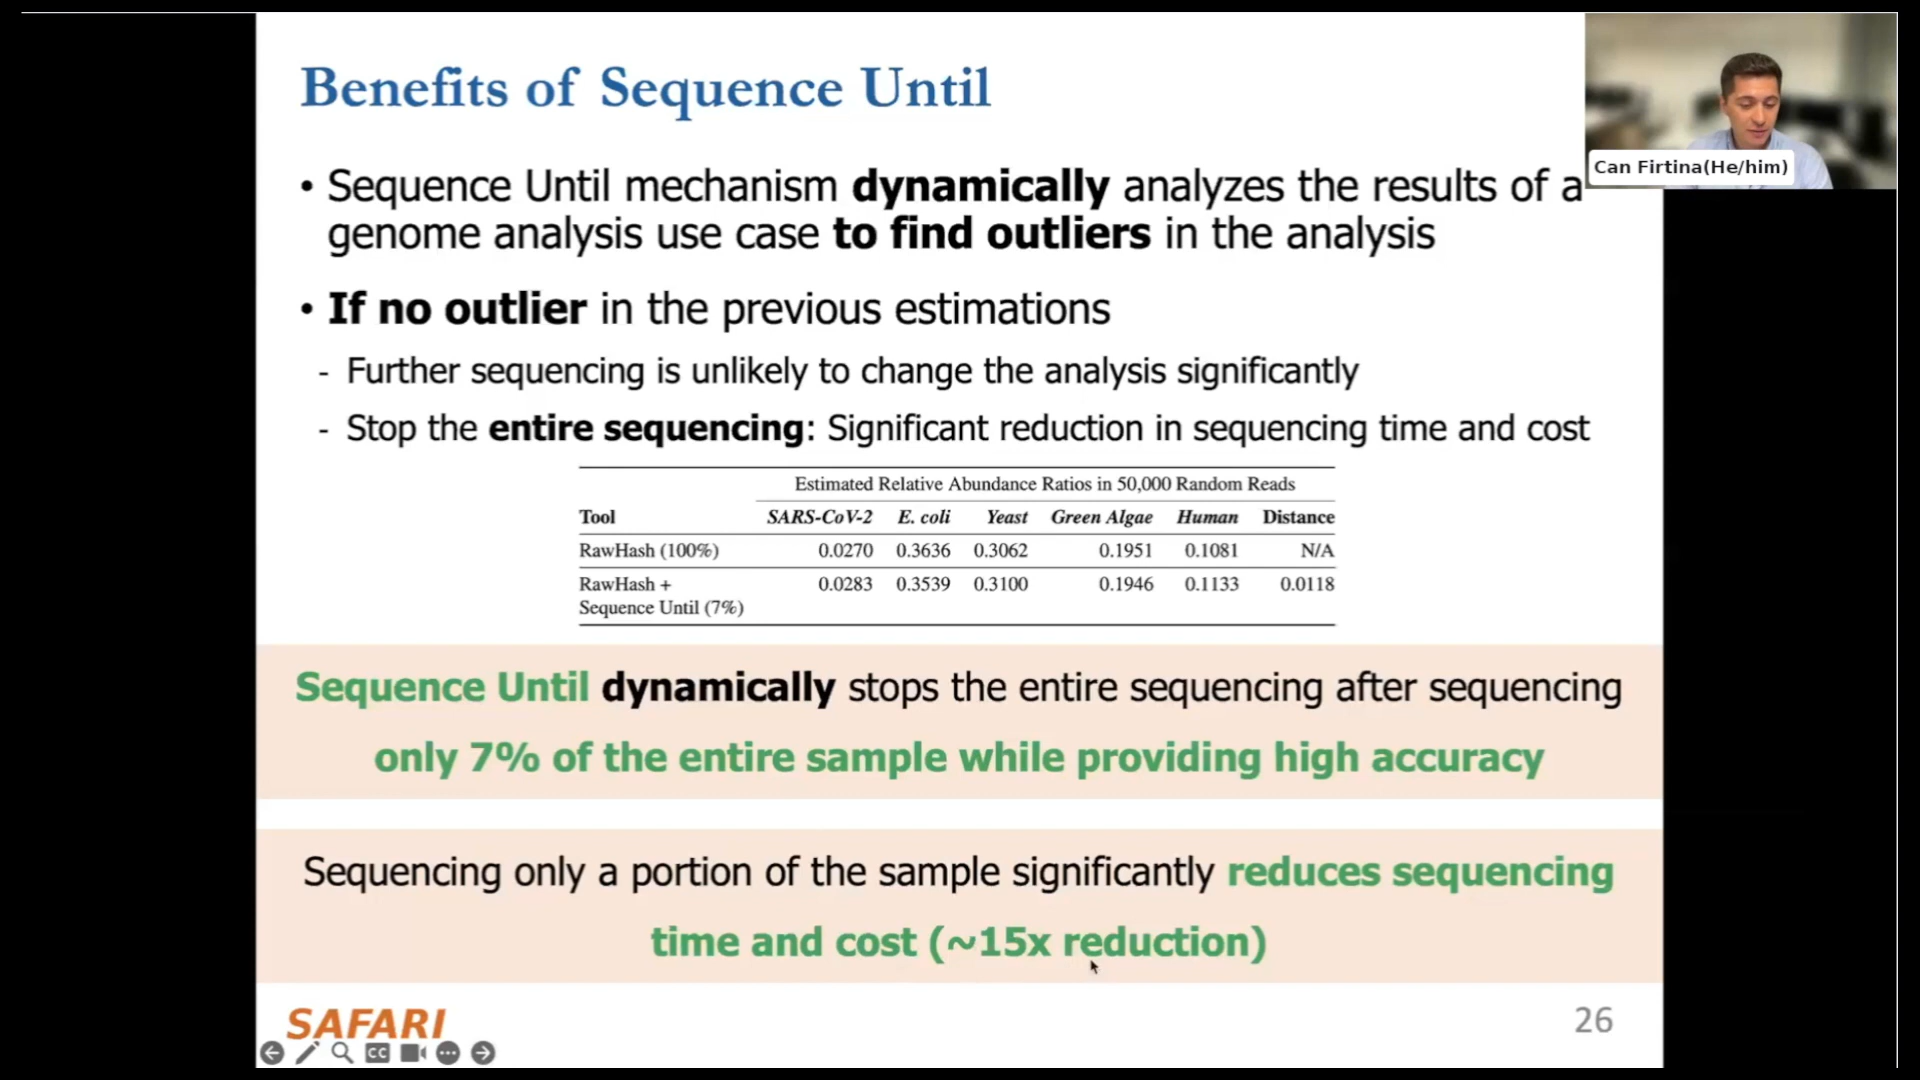 Benefits of Sequence Until
Can Firtina(He/him)
• Sequence Until mechanism dynamically analyzes the results of a
genome analysis use case to find outliers in the analysis
• If no outlier in the previous estimations
- Further sequencing is unlikely to change the analysis significantly
- Stop the entire sequencing: Significant reduction in sequencing time and cost
Estimated Relative Abundance Ratios in 50,000 Random Reads
Tool SARS-CoV-2 E. coli Yeast Green Algae Human Distance
RawHash (100%) 0.0270 0.3636 0.3062 0.1951 0.1081 N/A
RawHash + 0.0283 0.3539 0.3100 0.1946 0.1133 0.0118
Sequence Until (7%)
Sequence Until dynamically stops the entire sequencing after sequencing
only 7% of the entire sample while providing high accuracy
Sequencing only a portion of the sample significantly reduces sequencing
time and cost (~15x reduction)
SAFARI
26
CC